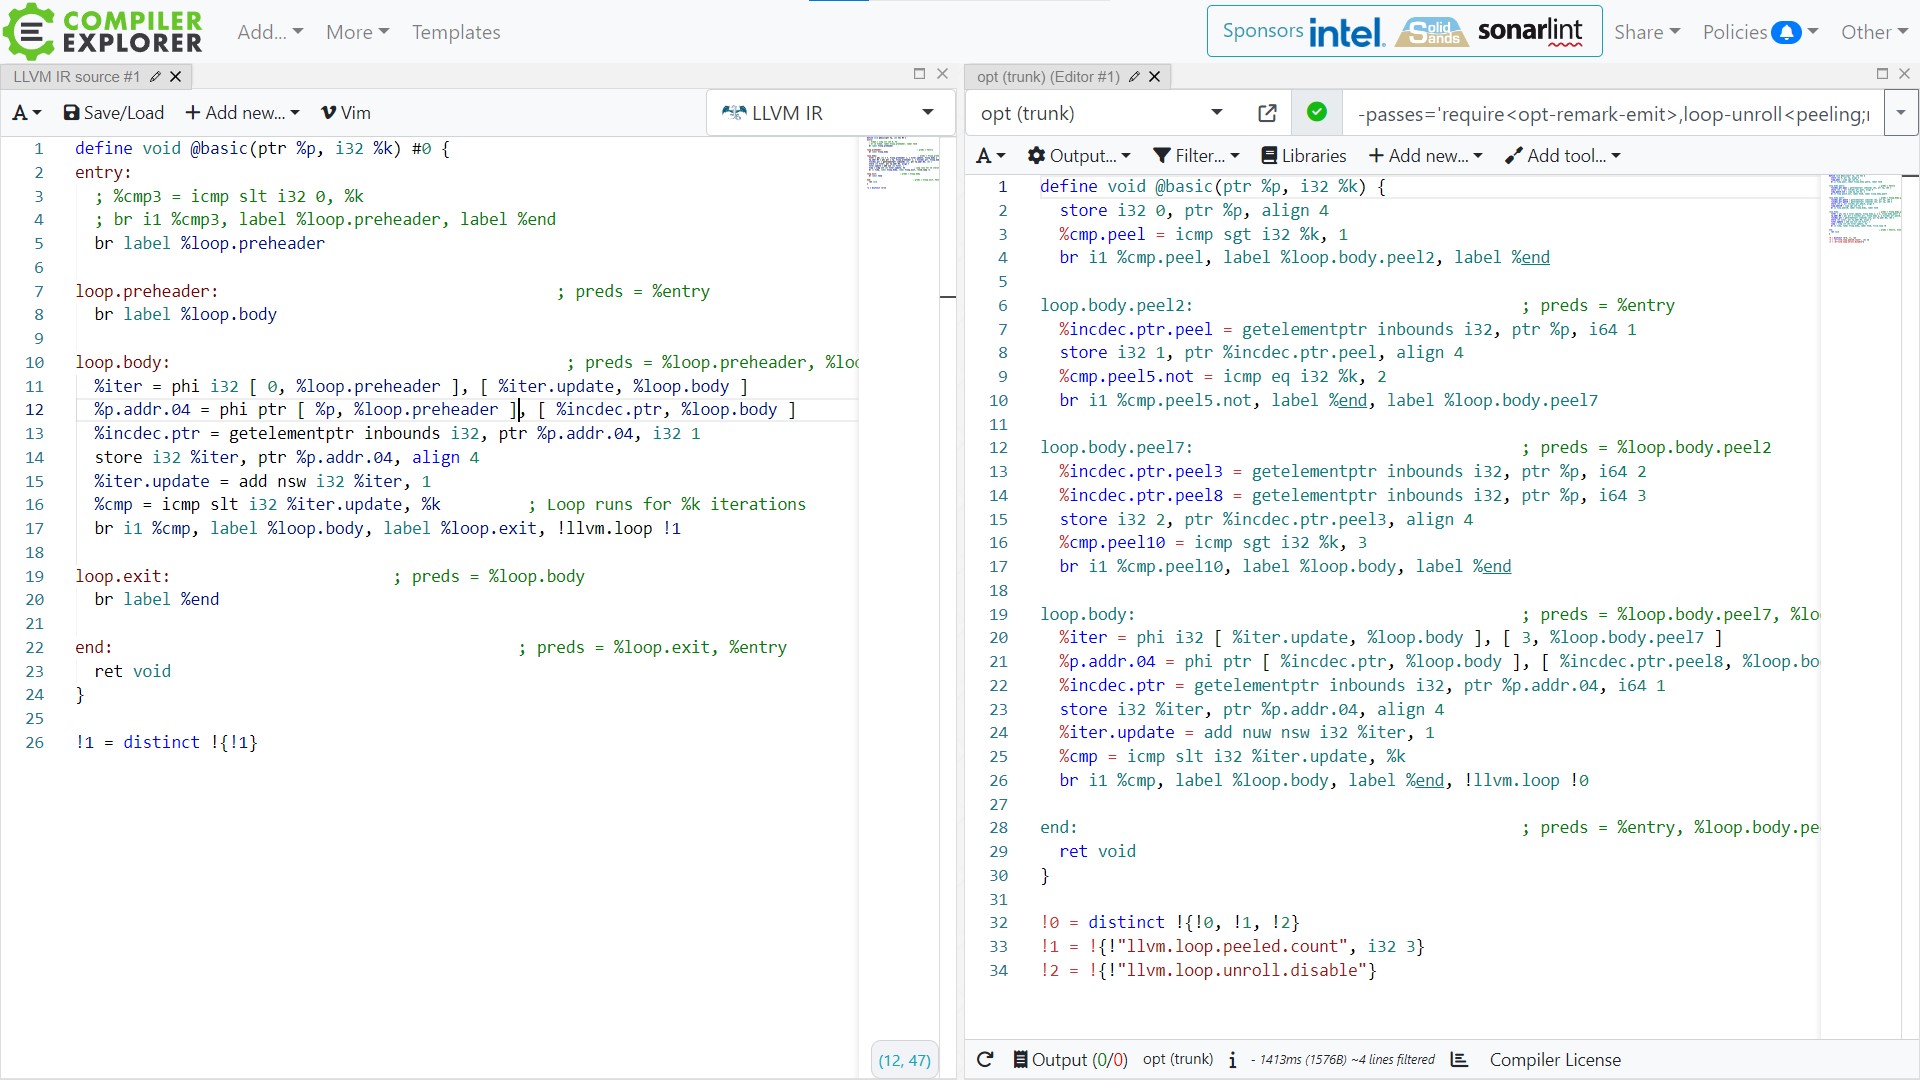 COMPILER EXPLORER
Add... More Templates
Sponsors intel. Solid Sands sonarlint
Share Policies Other
LLVM IR source #1
A Save/Load + Add new... Vim
LLVM IR
1 define void @basic(ptr %p, i32 %k) #0 {
2 entry:
3 ; %cmp3 = icmp slt i32 0, %k
4 ; br i1 %cmp3, label %loop.preheader, label %end
5 br label %loop.preheader
6
7 loop.preheader: ; preds = %entry
8 br label %loop.body
9
10 loop.body: ; preds = %loop.preheader, %loo
11 %iter = phi i32 [ 0, %loop.preheader ], [ %iter.update, %loop.body ]
12 %p.addr.04 = phi ptr [ %p, %loop.preheader ], [ %incdec.ptr, %loop.body ]
13 %incdec.ptr = getelementptr inbounds i32, ptr %p.addr.04, i32 1
14 store i32 %iter, ptr %p.addr.04, align 4
15 %iter.update = add nsw i32 %iter, 1
16 %cmp = icmp slt i32 %iter.update, %k ; Loop runs for %k iterations
17 br i1 %cmp, label %loop.body, label %loop.exit, !llvm.loop !1
18
19 loop.exit: ; preds = %loop.body
20 br label %end
21
22 end: ; preds = %loop.exit, %entry
23 ret void
24 }
25
26 !1 = distinct !{!1}
(12, 47)
opt (trunk) (Editor #1)
opt (trunk)
-passes='require<opt-remark-emit>,loop-unroll<peeling;
A Output... Filter... Libraries + Add new... Add tool...
1 define void @basic(ptr %p, i32 %k) {
2 store i32 0, ptr %p, align 4
3 %cmp.peel = icmp sgt i32 %k, 1
4 br i1 %cmp.peel, label %loop.body.peel2, label %end
5
6 loop.body.peel2: ; preds = %entry
7 %incdec.ptr.peel = getelementptr inbounds i32, ptr %p, i64 1
8 store i32 1, ptr %incdec.ptr.peel, align 4
9 %cmp.peel5.not = icmp eq i32 %k, 2
10 br i1 %cmp.peel5.not, label %end, label %loop.body.peel7
11
12 loop.body.peel7: ; preds = %loop.body.peel2
13 %incdec.ptr.peel3 = getelementptr inbounds i32, ptr %p, i64 2
14 %incdec.ptr.peel8 = getelementptr inbounds i32, ptr %p, i64 3
15 store i32 2, ptr %incdec.ptr.peel3, align 4
16 %cmp.peel10 = icmp sgt i32 %k, 3
17 br i1 %cmp.peel10, label %loop.body, label %end
18
19 loop.body: ; preds = %loop.body.peel7, %lo
20 %iter = phi i32 [ %iter.update, %loop.body ], [ 3, %loop.body.peel7 ]
21 %p.addr.04 = phi ptr [ %incdec.ptr, %loop.body ], [ %incdec.ptr.peel8, %loop.bo
22 %incdec.ptr = getelementptr inbounds i32, ptr %p.addr.04, i64 1
23 store i32 %iter, ptr %p.addr.04, align 4
24 %iter.update = add nuw nsw i32 %iter, 1
25 %cmp = icmp slt i32 %iter.update, %k
26 br i1 %cmp, label %loop.body, label %end, !llvm.loop !0
27
28 end: ; preds = %entry, %loop.body.pe
29 ret void
30 }
31
32 !0 = distinct !{!0, !1, !2}
33 !1 = !{!"llvm.loop.peeled.count", i32 3}
34 !2 = !{!"llvm.loop.unroll.disable"}
Output (0/0) opt (trunk) i - 1413ms (1576B) ~4 lines filtered Compiler License